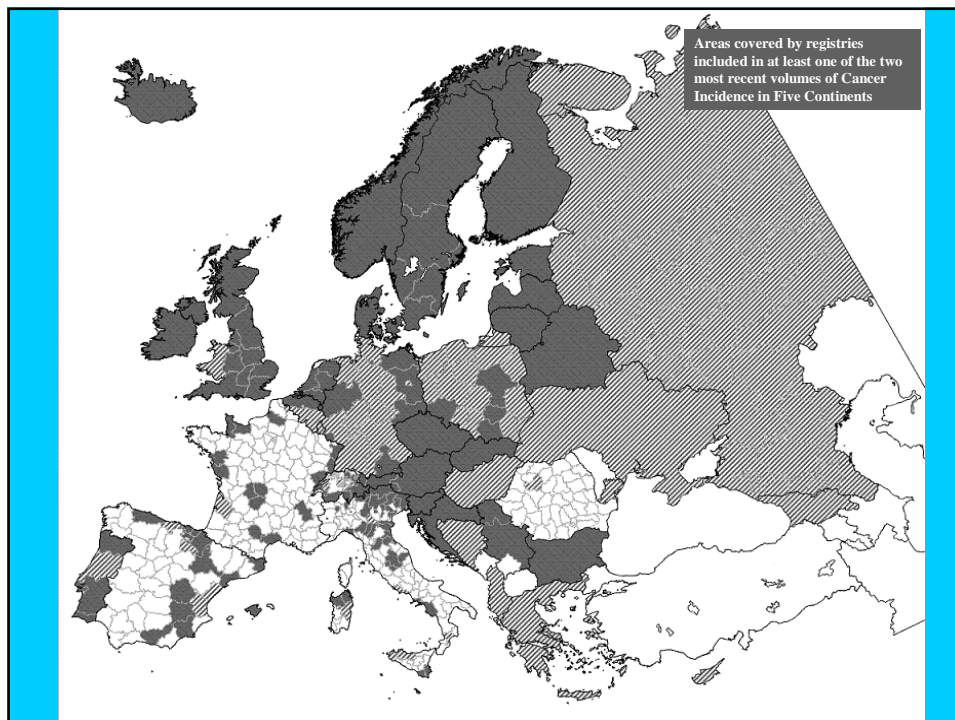 Areas covered by registries
included in at least one of the two
most recent volumes of Cancer
Incidence in Five Continents